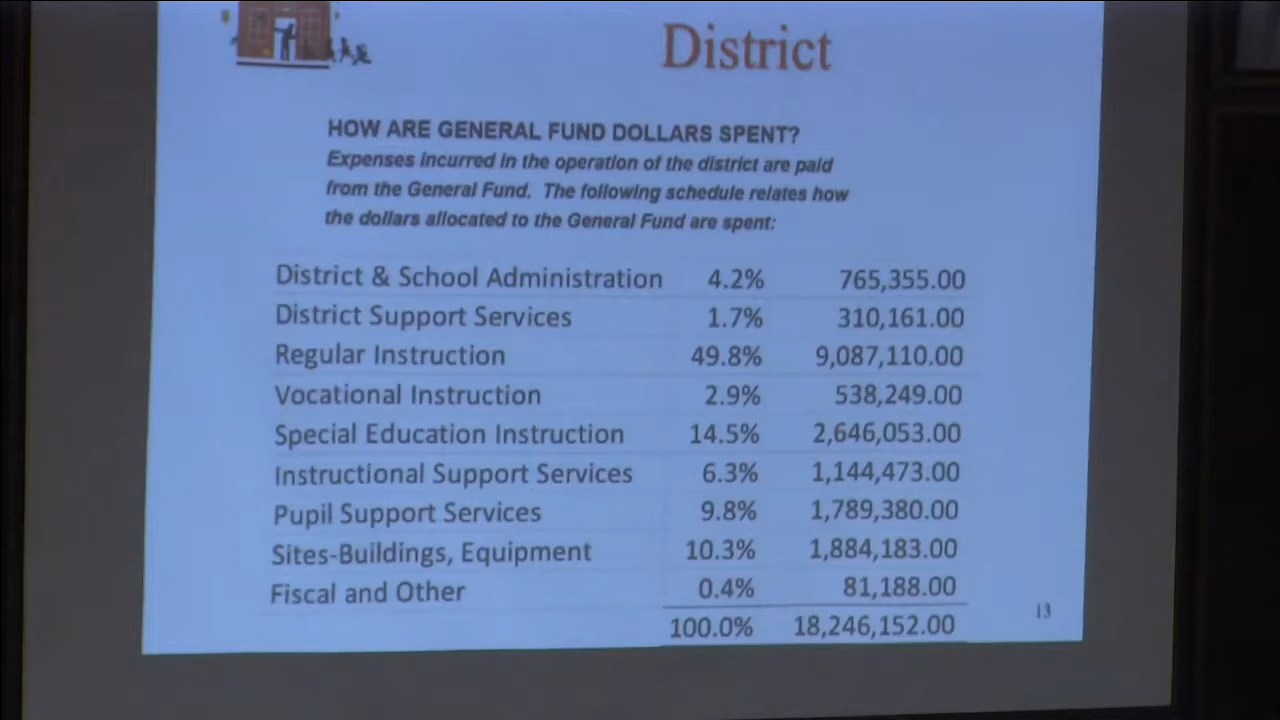 District
HOW ARE GENERAL FUND DOLLARS SPENT?
Expenses incurred in the operation of the district are paid
from the General Fund. The following schedule relates how
the dollars allocated to the General Fund are spent:
District & School Administration 4.2% 765,355.00
District Support Services 1.7% 310,161.00
Regular Instruction 49.8% 9,087,110.00
Vocational Instruction 2.9% 538,249.00
Special Education Instruction 14.5% 2,646,053.00
Instructional Support Services 6.3% 1,144,473.00
Pupil Support Services 9.8% 1,789,380.00
Sites-Buildings, Equipment 10.3% 1,884,183.00
Fiscal and Other 0.4% 81,188.00
100.0% 18,246,152.00
13